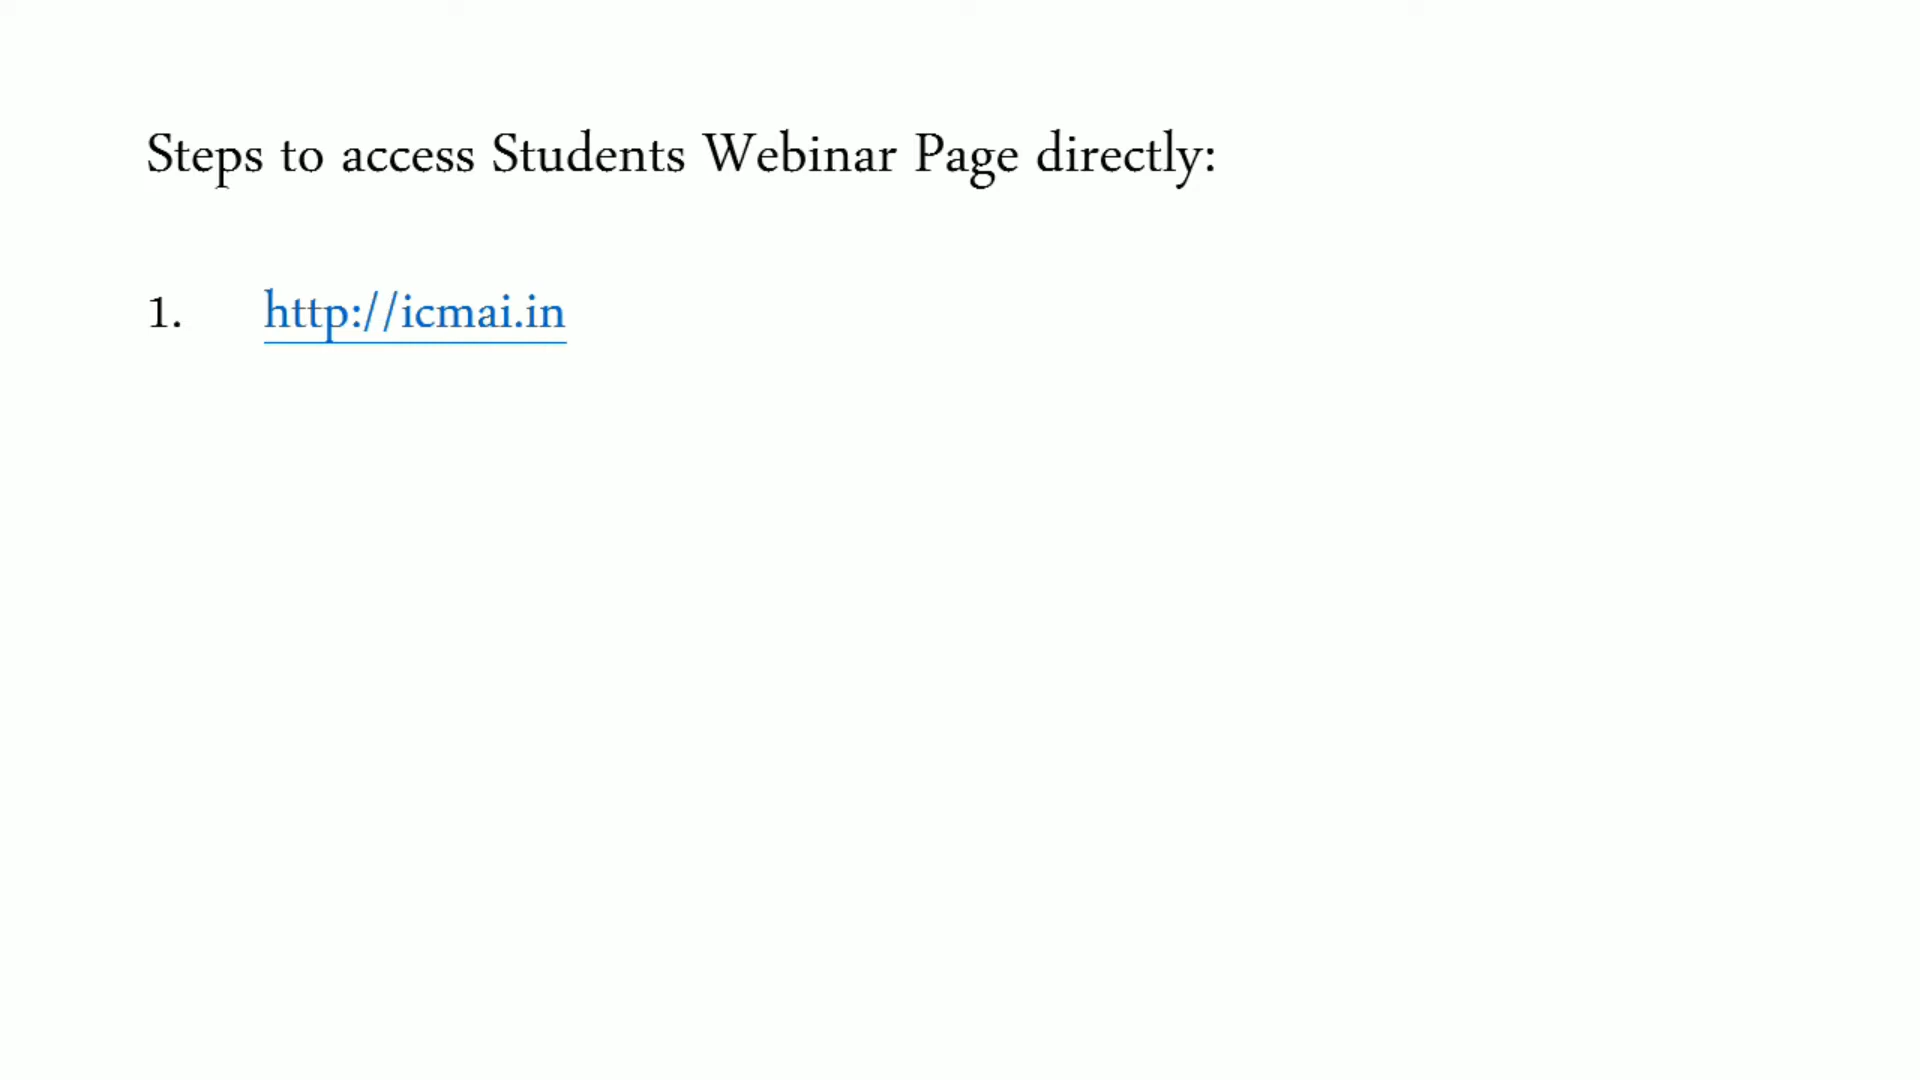 Steps to access Students Webinar Page directly:
1. http://icmai.in